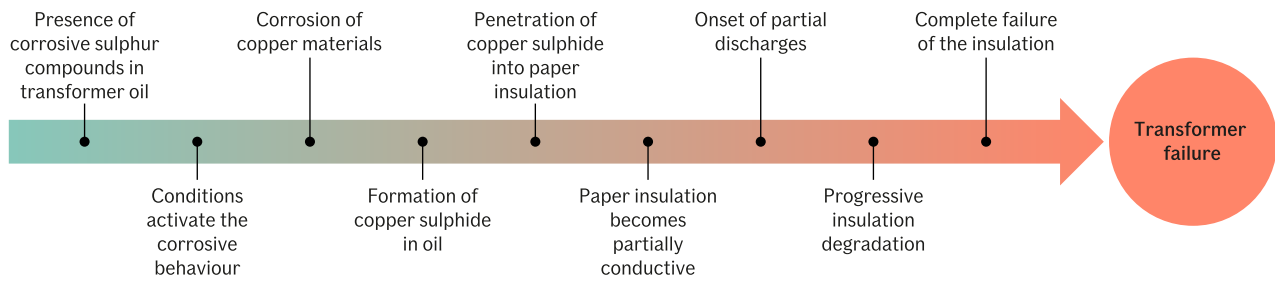 Presence of
corrosive sulphur
compounds in
transformer oil
Conditions
activate the
corrosive
behaviour
Corrosion of
copper materials
Formation of
copper sulphide
in oil
Penetration of
copper sulphide
into paper
insulation
Paper insulation
becomes
partially
conductive
Onset of partial
discharges
Progressive
insulation
degradation
Complete failure
of the insulation
Transformer
failure